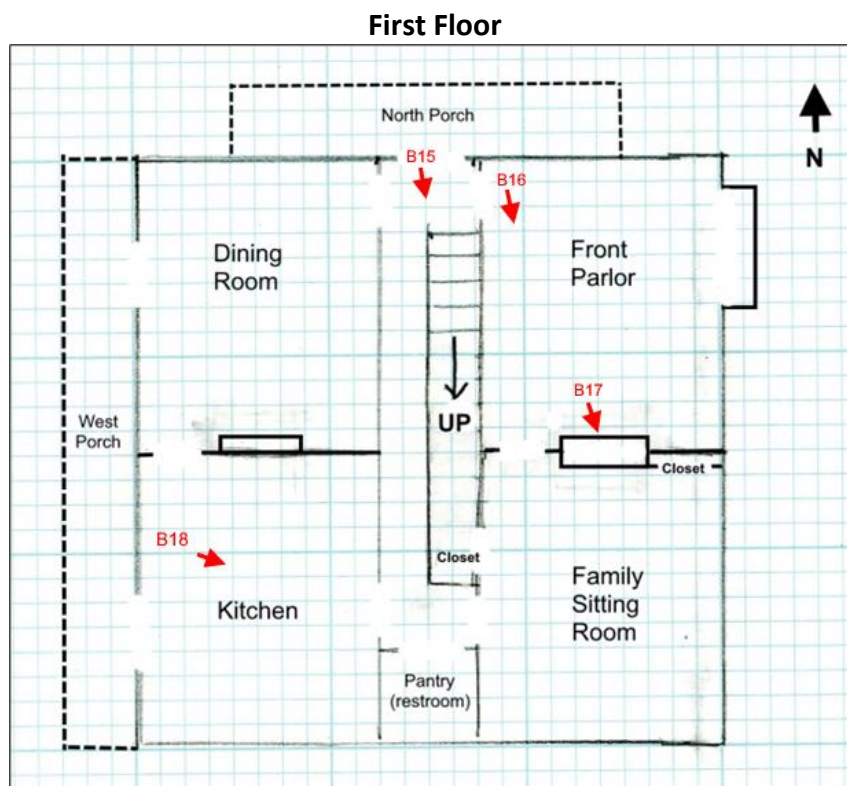 First Floor
North Porch
N
B15
B16
Dining
Room
Front
Parlor
B17
UP
West
Porch
Closet
B18
Closet
Family
Sitting
Room
Kitchen
Pantry
(restroom)